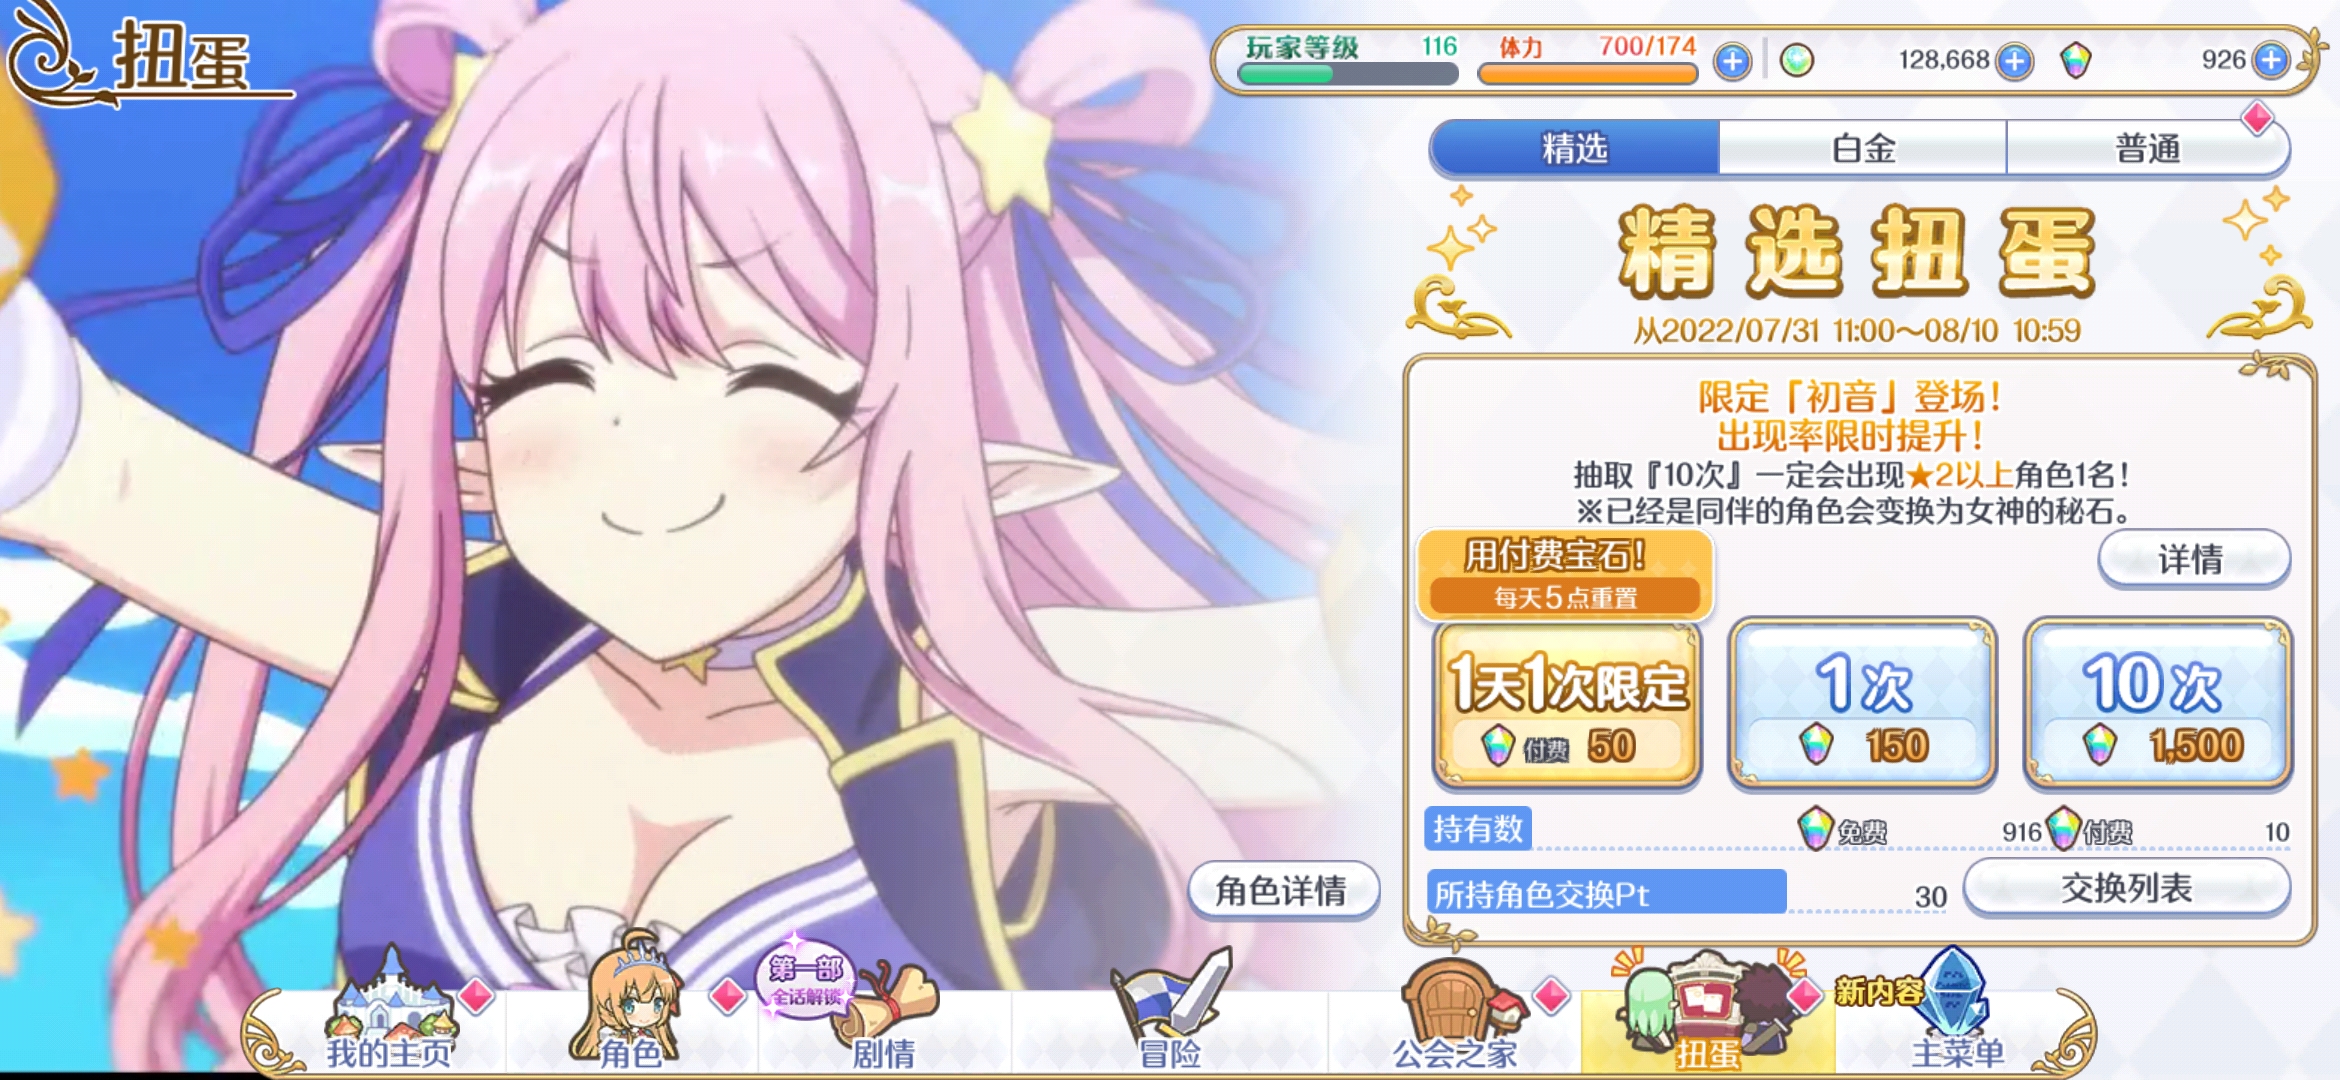 扭蛋
玩家等级 116 体力 700/174 128,668 926
精选 白金 普通
精选扭蛋
从2022/07/31 11:00～08/10 10:59
限定「初音」登场！
出现率限时提升！
抽取『10次』一定会出现★2以上角色1名！
※已经是同伴的角色会变换为女神的秘石。
用付费宝石！
每天5点重置
详情
1天1次限定 1次 10次
付费 50 150 1,500
持有数 免费 916 付费 10
角色详情 所持角色交换Pt 30 交换列表
第一部
全话解锁
新内容
我的主页 角色 剧情 冒险 公会之家 扭蛋 主菜单